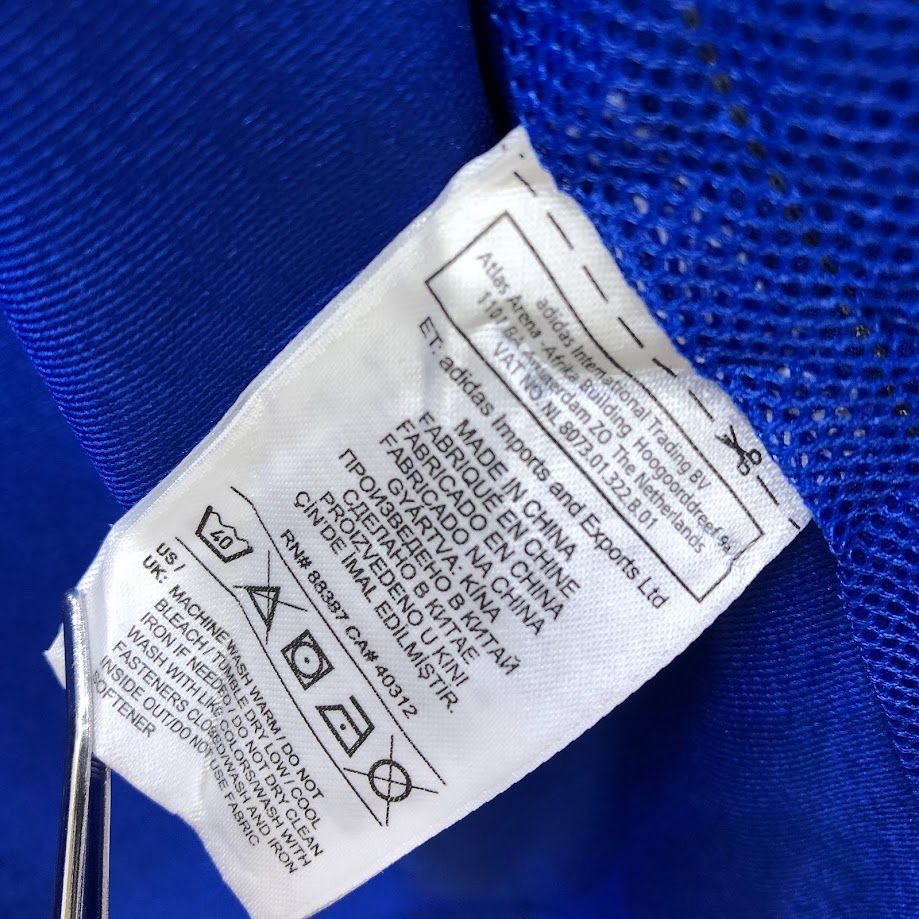 adidas International Trading BV
Atlas Arena -Afrika Building Hoogoordreef 9a
1101 BA Amsterdam ZO The Netherlands
VAT NO NL 8073.01.322.B.01
ET: adidas Imports and Exports Ltd
MADE IN CHINA
FABRIQUÉ EN CHINE
FABRICADO EN CHINA
FABRICADO NA CHINA
GYÁRTVA: KÍNA
ПРОИЗВЕДЕНО В КИТАЙ
СДЕЛАНО В КИТАЕ
PROIZVEDENO U KINI
ÇİN'DE İMAL EDİLMİŞTİR.
RN# 88387 CA# 40312
40
US /
UK: MACHINE WASH WARM / DO NOT
BLEACH / TUMBLE DRY LOW / COOL
IRON IF NEEDED / DO NOT DRY CLEAN
WASH WITH LIKE COLORS/WASH WITH
FASTENERS CLOSED/WASH AND IRON
INSIDE OUT/DO NOT USE FABRIC
SOFTENER